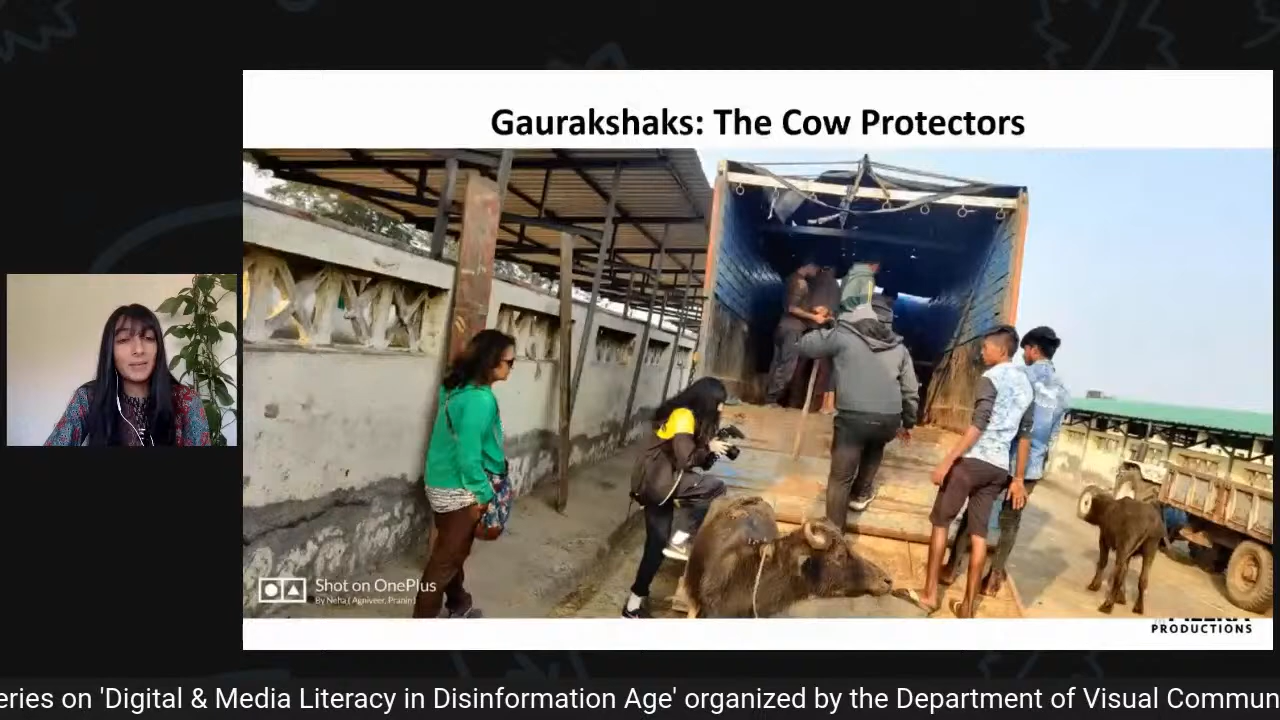 Gaurakshaks: The Cow Protectors
Shot on OnePlus
By Neha ( Agniveer, Pranin )
PRODUCTIONS
eries on 'Digital & Media Literacy in Disinformation Age' organized by the Department of Visual Commun